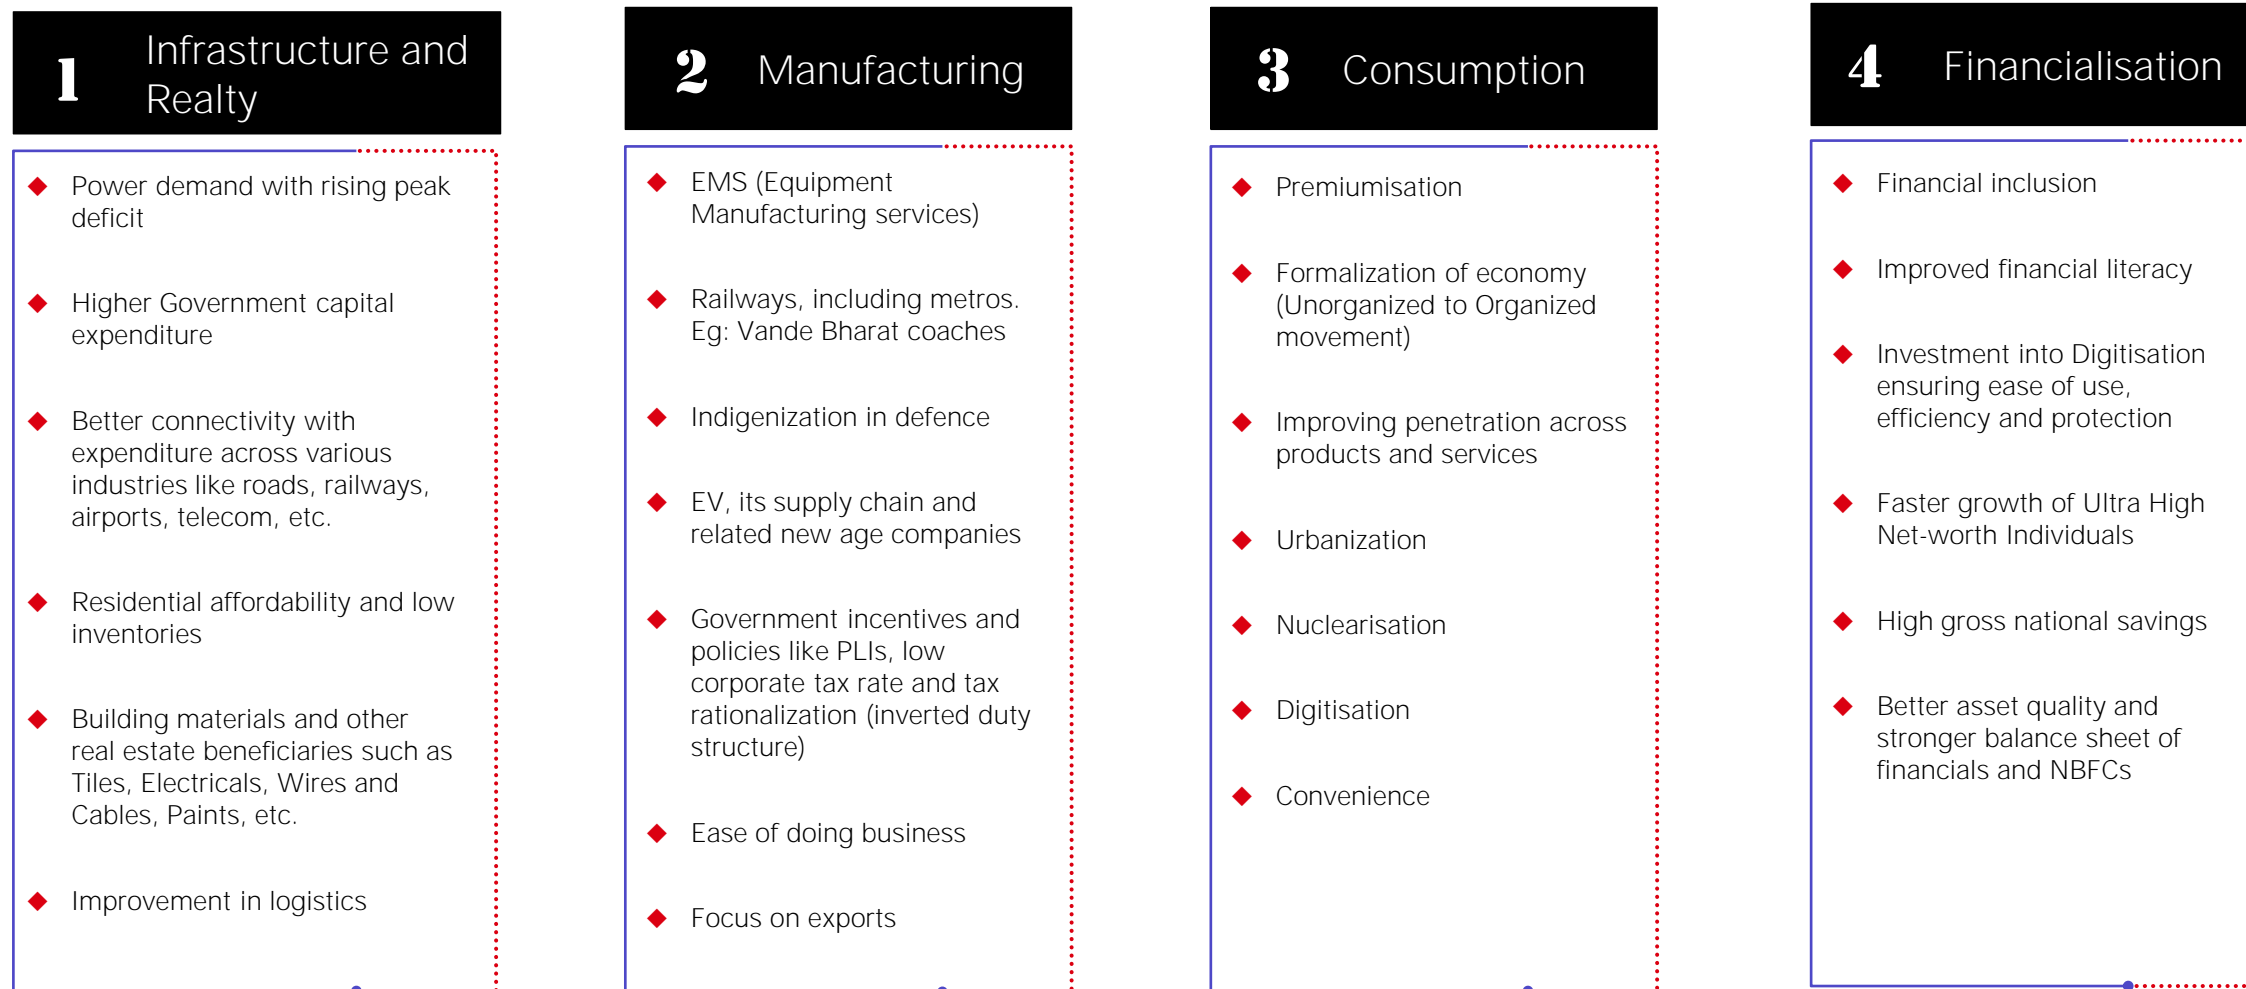 1
Infrastructure and
Realty
Power demand with rising peak
deficit
Higher Government capital
expenditure
Better connectivity with
expenditure across various
industries like roads, railways,
airports, telecom, etc.
Residential affordability and low
inventories
Building materials and other
real estate beneficiaries such as
Tiles, Electricals, Wires and
Cables, Paints, etc.
Improvement in logistics
2
Manufacturing
EMS (Equipment
Manufacturing services)
Railways, including metros.
Eg: Vande Bharat coaches
Indigenization in defence
EV, its supply chain and
related new age companies
Government incentives and
policies like PLIs, low
corporate tax rate and tax
rationalization (inverted duty
structure)
Ease of doing business
Focus on exports
3
Consumption
Premiumisation
Formalization of economy
(Unorganized to Organized
movement)
Improving penetration across
products and services
Urbanization
Nuclearisation
Digitisation
Convenience
4
Financialisation
Financial inclusion
Improved financial literacy
Investment into Digitisation
ensuring ease of use,
efficiency and protection
Faster growth of Ultra High
Net-worth Individuals
High gross national savings
Better asset quality and
stronger balance sheet of
financials and NBFCs